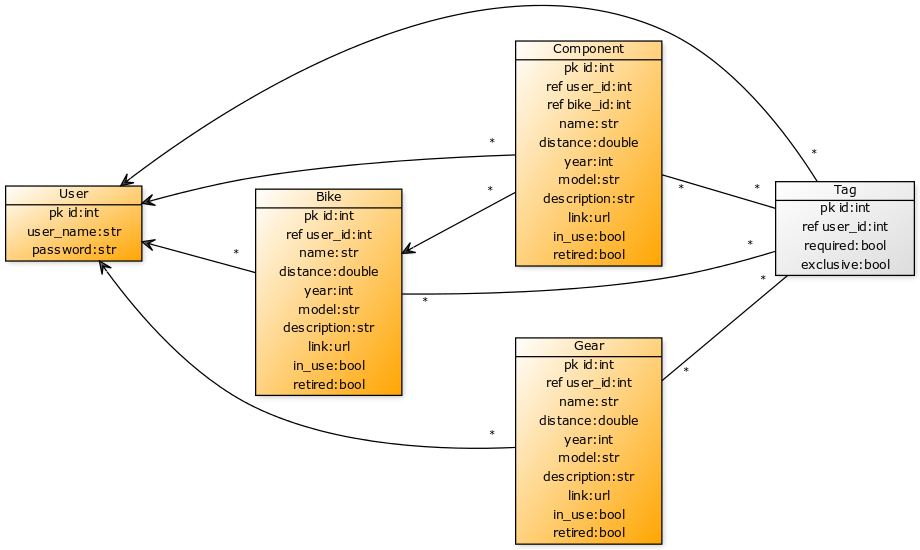 User
pk id:int
user_name:str
password:str
*
Bike
pk id:int
ref user_id:int
name:str
distance:double
year:int
model:str
description:str
link:url
in_use:bool
retired:bool
*
*
*
*
Component
pk id:int
ref user_id:int
ref bike_id:int
name:str
distance:double
year:int
model:str
description:str
link:url
in_use:bool
retired:bool
Gear
pk id:int
ref user_id:int
name:str
distance:double
year:int
model:str
description:str
link:url
in_use:bool
retired:bool
*
*
*
*
*
*
Tag
pk id:int
ref user_id:int
required:bool
exclusive:bool